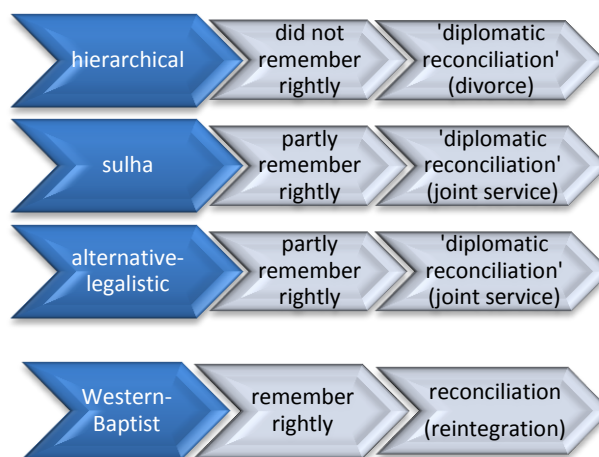 hierarchical
did not
remember
rightly
'diplomatic
reconciliation'
(divorce)
sulha
partly
remember
rightly
'diplomatic
reconciliation'
(joint service)
alternative-
legalistic
partly
remember
rightly
'diplomatic
reconciliation'
(joint service)
Western-
Baptist
remember
rightly
reconciliation
(reintegration)